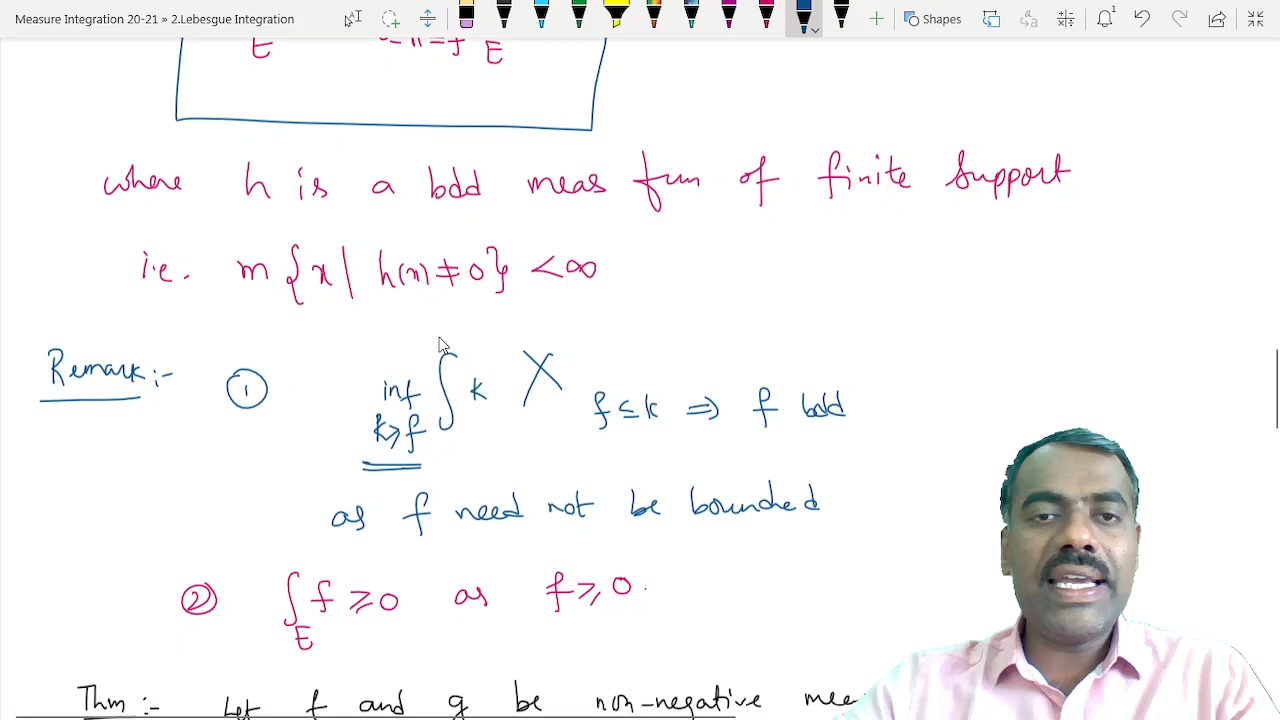 Measure Integration 20-21 » 2.Lebesgue Integration
Shapes
E 0≤h≤f E
where h is a bdd meas fun of finite support
i.e. m {x | h(x) ≠ 0} < ∞
Remark:- ① inf ∫ k X f ≤ k ⇒ f bdd
k≥f
as f need not be bounded
② ∫ f ≥ 0 as f ≥ 0.
E
Thm :- Let f and g be non-negative mea